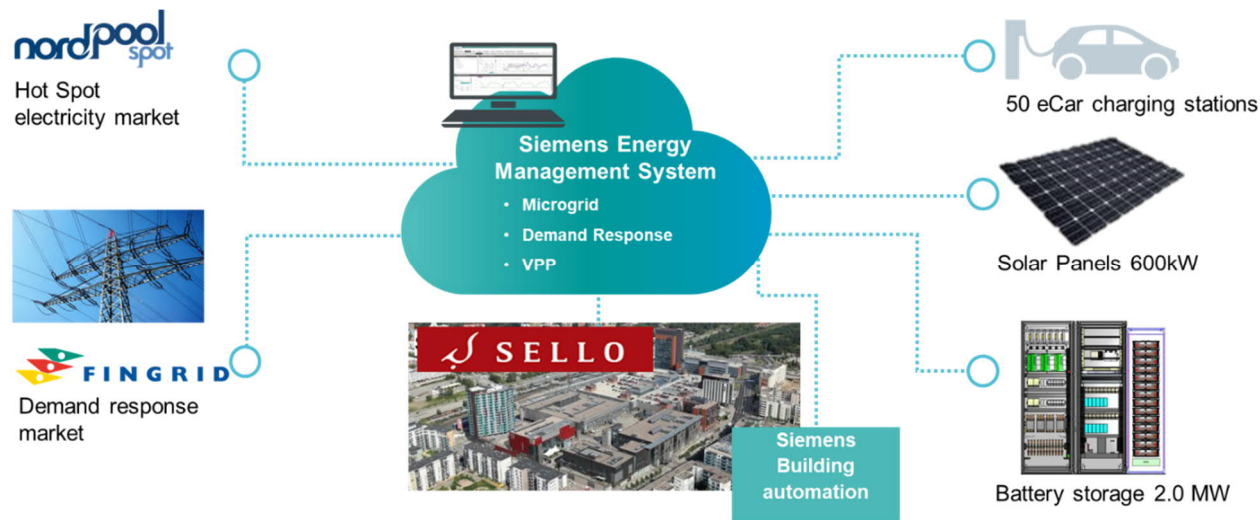 nordpool
spot
Hot Spot
electricity market
FINGRID
Demand response
market
Siemens Energy
Management System
• Microgrid
• Demand Response
• VPP
SELLO
Siemens
Building
automation
50 eCar charging stations
Solar Panels 600kW
Battery storage 2.0 MW